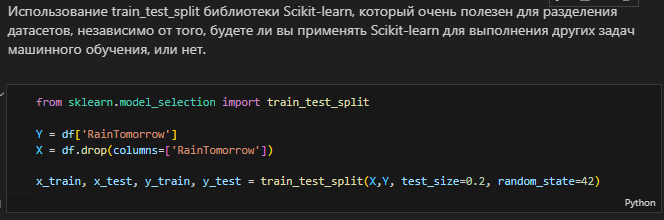 Использование train_test_split библиотеки Scikit-learn, который очень полезен для разделения
датасетов, независимо от того, будете ли вы применять Scikit-learn для выполнения других задач
машинного обучения, или нет.
from sklearn.model_selection import train_test_split
Y = df['RainTomorrow']
X = df.drop(columns=['RainTomorrow'])
x_train, x_test, y_train, y_test = train_test_split(X,Y, test_size=0.2, random_state=42)
Python